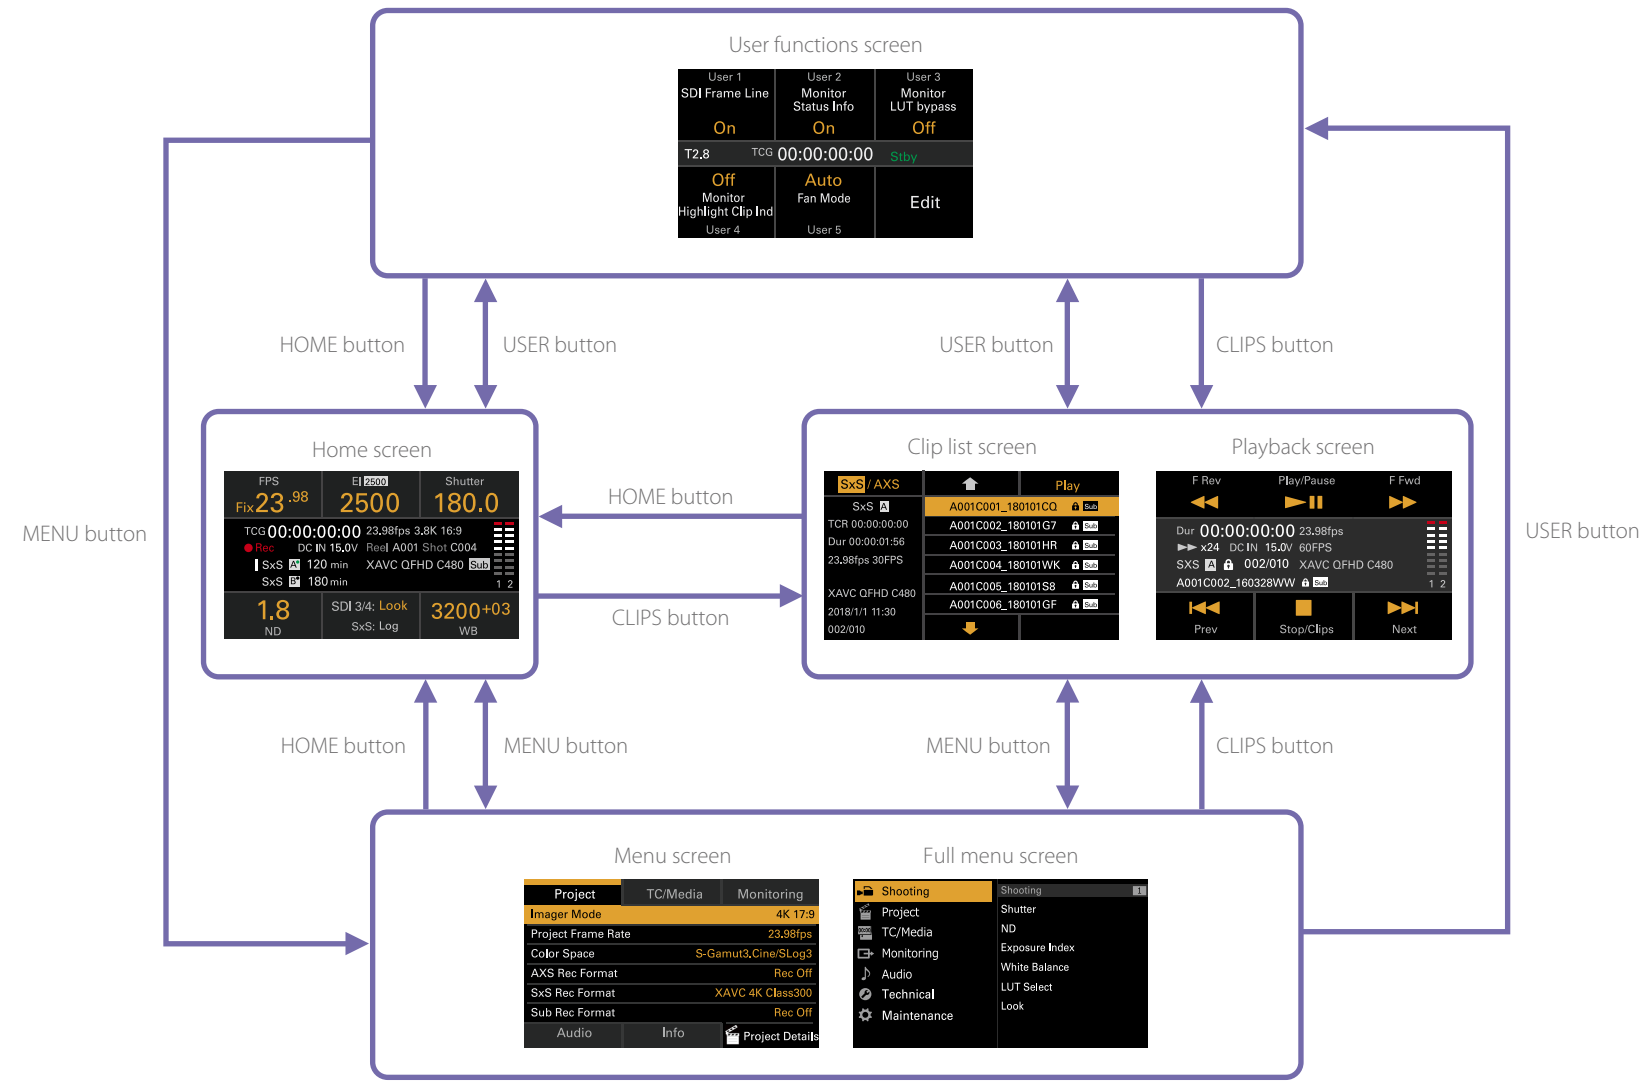 User functions screen
User 1
User 2
User 3
SDI Frame Line
Monitor
Status Info
Monitor
LUT bypass
On
On
Off
T2.8 TCG 00:00:00:00 Stby
Off
Monitor
Highlight Clip Ind
User 4
Auto
Fan Mode
User 5
Edit
HOME button
USER button
USER button
CLIPS button
MENU button
USER button
Home screen
FPS
Fix23.98
EI 2500
2500
Shutter
180.0
TCG 00:00:00:00 23.98fps 3.8K 16:9
Rec DC IN 15.0V Reel A001 Shot C004
SxS A 120 min XAVC QFHD C480 Sub
SxS B 180 min
1 2
1.8
ND
SDI 3/4: Look
SxS: Log
3200+03
WB
HOME button
CLIPS button
Clip list screen
SxS / AXS
Play
SxS A
TCR 00:00:00:00
Dur 00:00:01:56
23.98fps 30FPS
XAVC QFHD C480
2018/1/1 11:30
002/010
A001C001_180101CQ Sub
A001C002_180101G7 Sub
A001C003_180101HR Sub
A001C004_180101WK Sub
A001C005_180101S8 Sub
A001C006_180101GF Sub
Playback screen
F Rev
Play/Pause
F Fwd
Dur 00:00:00:00 23.98fps
x24 DC IN 15.0V 60FPS
SXS A 002/010 XAVC QFHD C480
A001C002_160328WW Sub
1 2
Prev
Stop/Clips
Next
HOME button
MENU button
MENU button
CLIPS button
Menu screen
Project
TC/Media
Monitoring
Imager Mode 4K 17:9
Project Frame Rate 23.98fps
Color Space S-Gamut3.Cine/SLog3
AXS Rec Format Rec Off
SxS Rec Format XAVC 4K Class300
Sub Rec Format Rec Off
Audio
Info
Project Details
Full menu screen
Shooting
Project
TC/Media
Monitoring
Audio
Technical
Maintenance
Shooting 1
Shutter
ND
Exposure Index
White Balance
LUT Select
Look